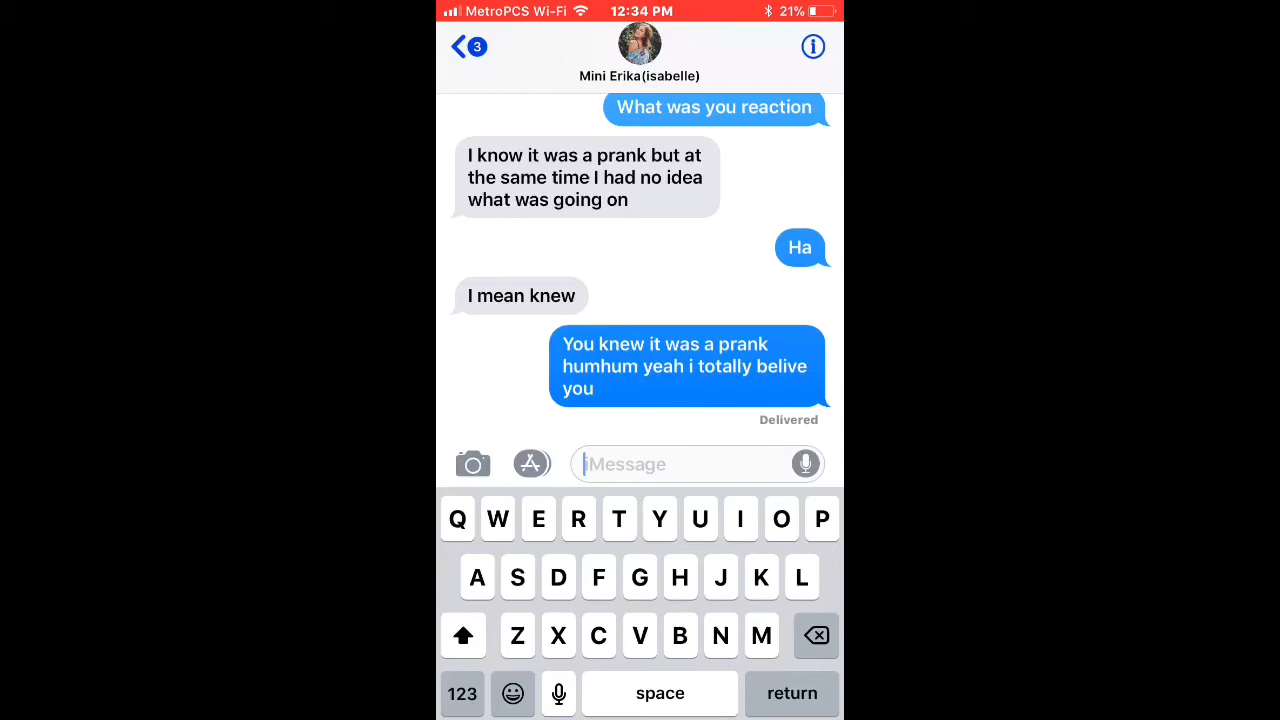 MetroPCS Wi-Fi 12:34 PM 21%
3
Mini Erika(isabelle)
What was you reaction
I know it was a prank but at
the same time I had no idea
what was going on
Ha
I mean knew
You knew it was a prank
humhum yeah i totally belive
you
Delivered
iMessage
Q W E R T Y U I O P
A S D F G H J K L
Z X C V B N M
123 space return